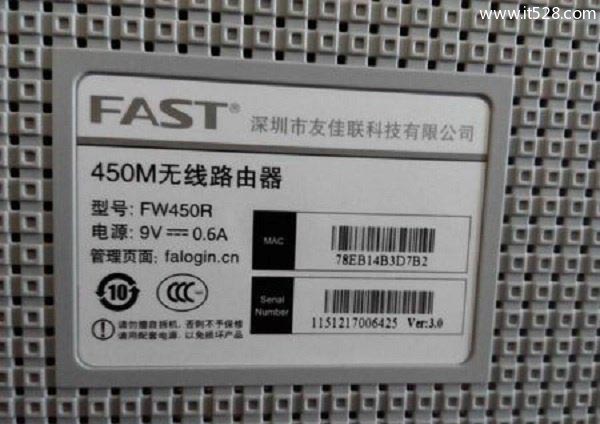 www.it528.com
FAST® 深圳市友佳联科技有限公司
450M无线路由器
型号: FW450R
电源: 9V⎓0.6A
管理页面: falogin.cn
MAC
78EB14B3D7B2
10
CCC
Serial Number
1151217006425 Ver:3.0
请勿擅自拆机，否则不予保修
请用配套电源，以免损坏产品